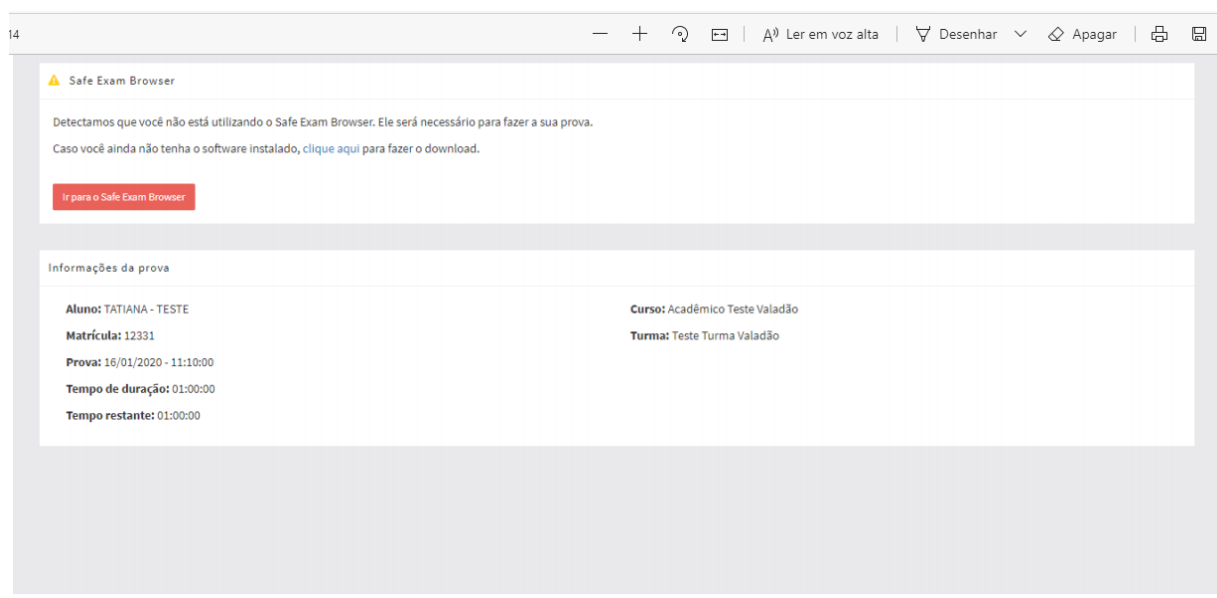 14
A Ler em voz alta
Desenhar
Apagar
Safe Exam Browser
Detectamos que você não está utilizando o Safe Exam Browser. Ele será necessário para fazer a sua prova.
Caso você ainda não tenha o software instalado, clique aqui para fazer o download.
Ir para o Safe Exam Browser
Informações da prova
Aluno: TATIANA - TESTE
Curso: Acadêmico Teste Valadão
Matrícula: 12331
Turma: Teste Turma Valadão
Prova: 16/01/2020 - 11:10:00
Tempo de duração: 01:00:00
Tempo restante: 01:00:00